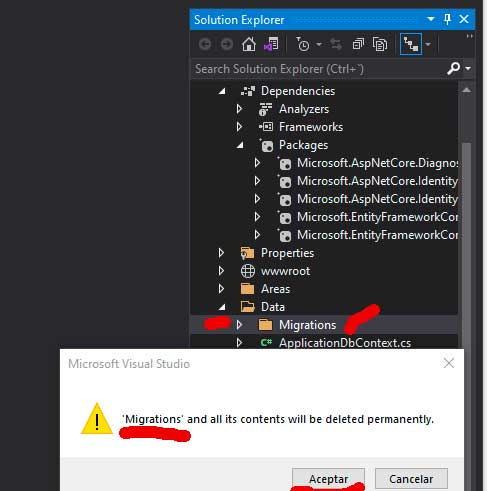 Solution Explorer
Search Solution Explorer (Ctrl+´)
Dependencies
Analyzers
Frameworks
Packages
Microsoft.AspNetCore.Diagnos
Microsoft.AspNetCore.Identity
Microsoft.AspNetCore.Identity
Microsoft.EntityFrameworkCor
Microsoft.EntityFrameworkCor
Properties
wwwroot
Areas
Data
Migrations
C# ApplicationDbContext.cs
Microsoft Visual Studio
'Migrations' and all its contents will be deleted permanently.
Aceptar Cancelar